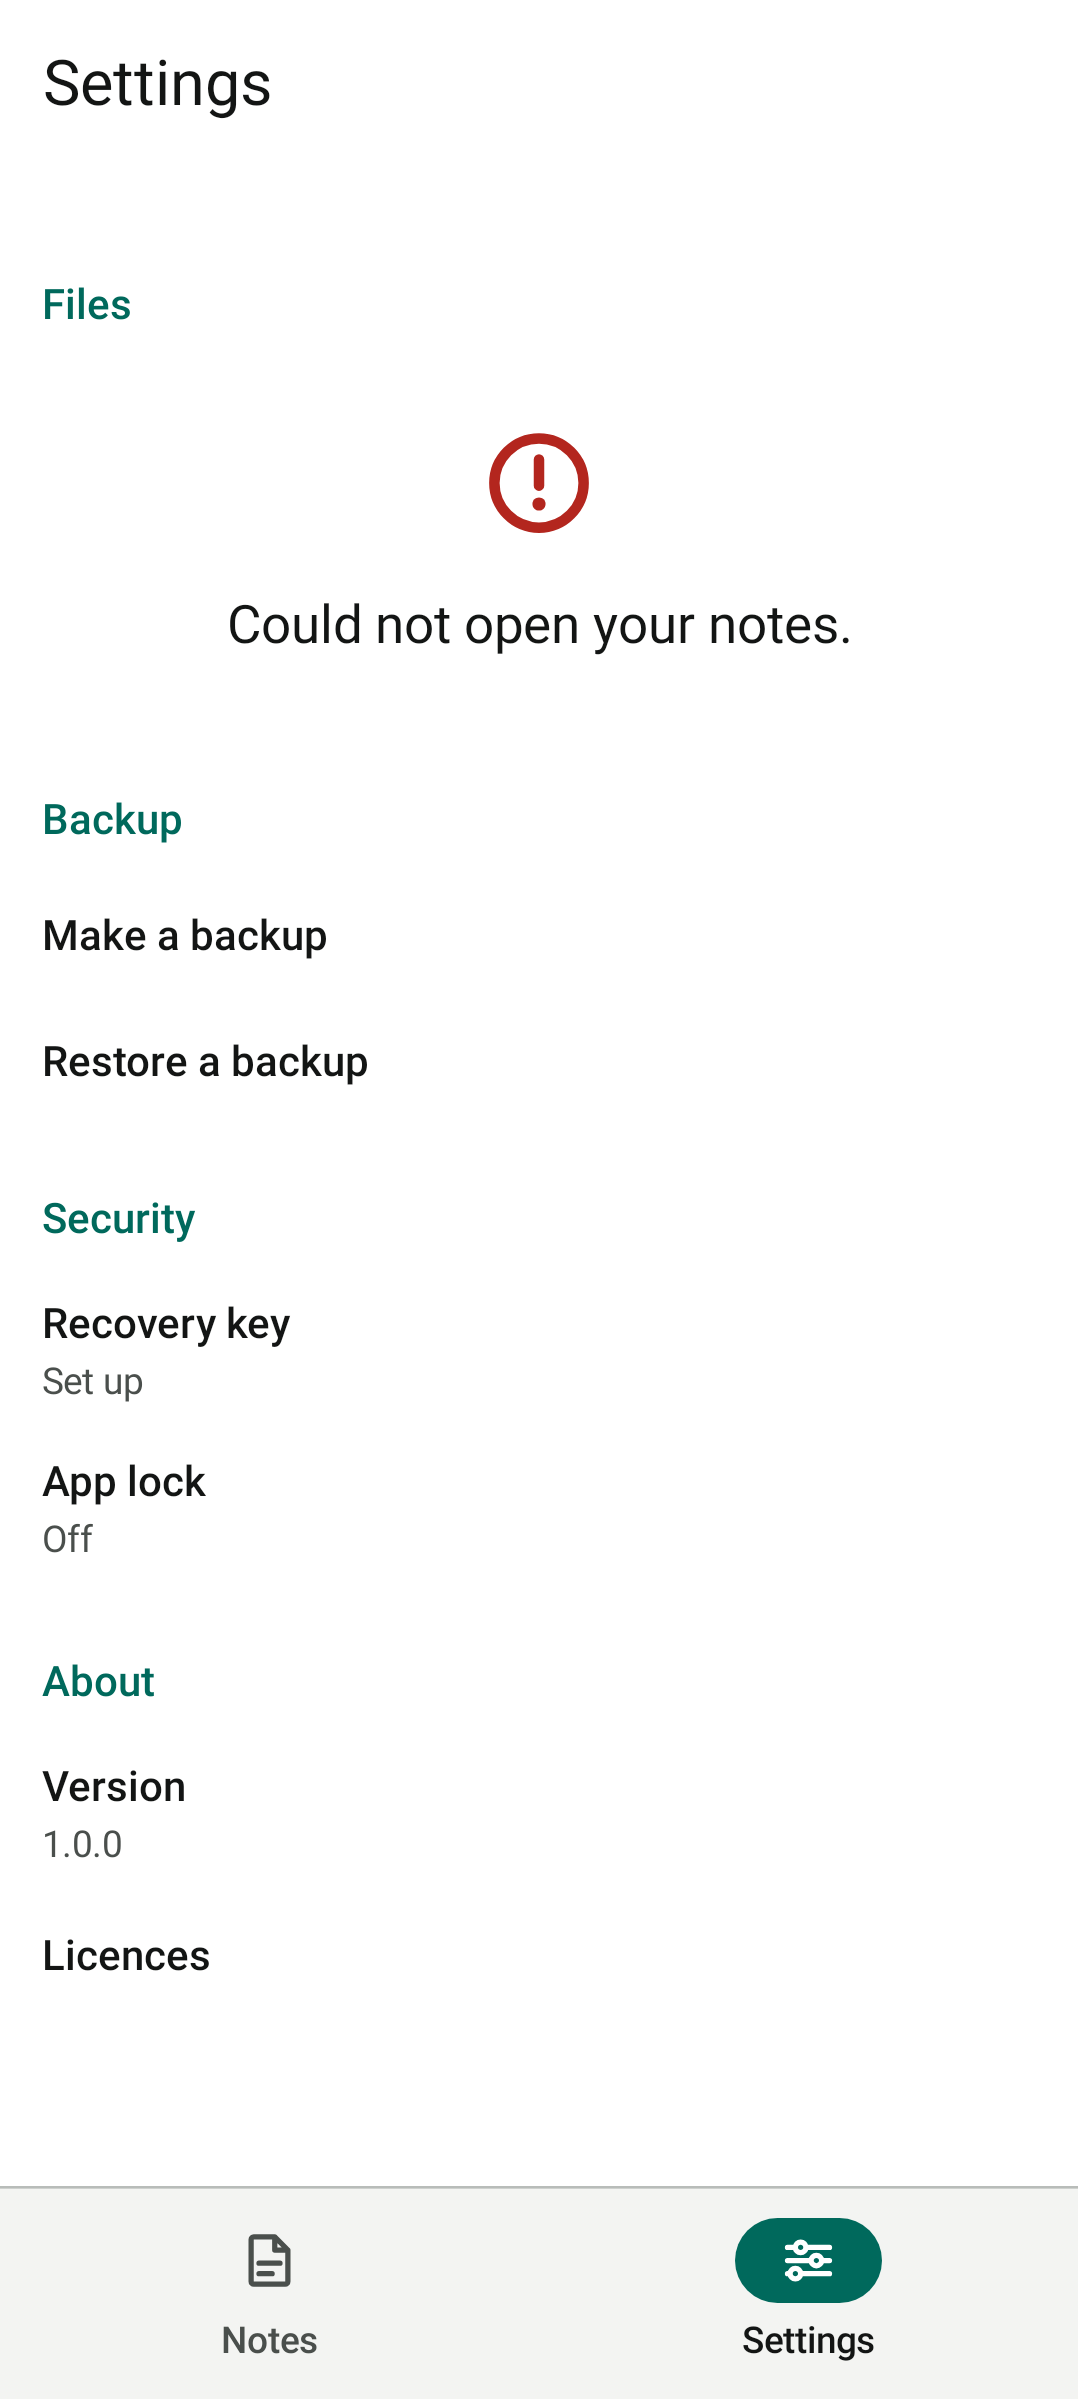 Settings
Files
Could not open your notes.
Backup
Make a backup
Restore a backup
Security
Recovery key
Set up
App lock
Off
About
Version
1.0.0
Licences
Notes
Settings